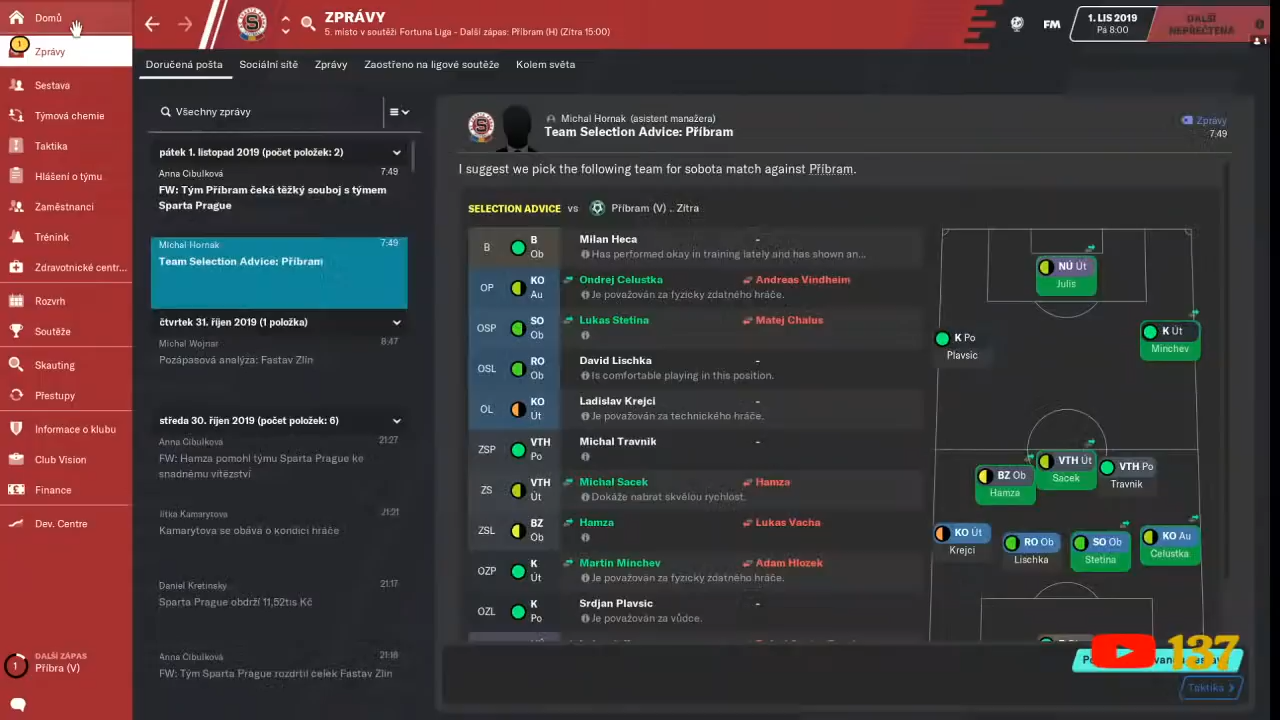 Domů
1
Zprávy
Sestava
Týmová chemie
Taktika
Hlášení o týmu
Zaměstnanci
Trénink
Zdravotnické centr...
Rozvrh
Soutěže
Skauting
Přestupy
Informace o klubu
Club Vision
Finance
Dev. Centre
1
DALŠÍ ZÁPAS
Příbra (V)
ZPRÁVY
5. místo v soutěži Fortuna Liga - Další zápas: Příbram (H) (Zítra 15:00)
FM
1. LIS 2019
Pá 8:00
DALŠÍ
NEPŘEČTENÁ
0
1
Doručená pošta
Sociální sítě
Zprávy
Zaostřeno na ligové soutěže
Kolem světa
Všechny zprávy
pátek 1. listopad 2019 (počet položek: 2)
Anna Cibulková
7:49
FW: Tým Příbram čeká těžký souboj s týmem
Sparta Prague
Michal Hornak
7:49
Team Selection Advice: Příbram
čtvrtek 31. říjen 2019 (1 položka)
Michal Wojnar
8:47
Pozápasová analýza: Fastav Zlín
středa 30. říjen 2019 (počet položek: 6)
Anna Cibulková
21:27
FW: Hamza pomohl týmu Sparta Prague ke
snadnému vítězství
Jitka Kamarytova
21:21
Kamarytova se obává o kondici hráče
Daniel Kretinsky
21:17
Sparta Prague obdrží 11,52tis Kč
Anna Cibulková
21:16
FW: Tým Sparta Prague rozdrtil celek Fastav Zlín
Michal Hornak (asistent manažera)
Team Selection Advice: Příbram
Zprávy
7:49
I suggest we pick the following team for sobota match against Příbram.
SELECTION ADVICE vs Příbram (V) .. Zítra
B
B
Ob
Milan Heca
-
Has performed okay in training lately and has shown an...
OP
KO
Au
Ondrej Celustka
Andreas Vindheim
Je považován za fyzicky zdatného hráče.
OSP
SO
Ob
Lukas Stetina
Matej Chalus
OSL
RO
Ob
David Lischka
-
Is comfortable playing in this position.
OL
KO
Út
Ladislav Krejci
-
Je považován za technického hráče.
ZSP
VTH
Po
Michal Travnik
-
ZS
VTH
Út
Michal Sacek
Hamza
Dokáže nabrat skvělou rychlost.
ZSL
BZ
Ob
Hamza
Lukas Vacha
OZP
K
Út
Martin Minchev
Adam Hlozek
Je považován za fyzicky zdatného hráče.
OZL
K
Po
Srdjan Plavsic
-
Je považován za vůdce.
NÚ Út
Julis
K Po
Plavsic
K Út
Minchev
BZ Ob
Hamza
VTH Út
Sacek
VTH Po
Travnik
KO Út
Krejci
RO Ob
Lischka
SO Ob
Stetina
KO Au
Celustka
137
Taktika